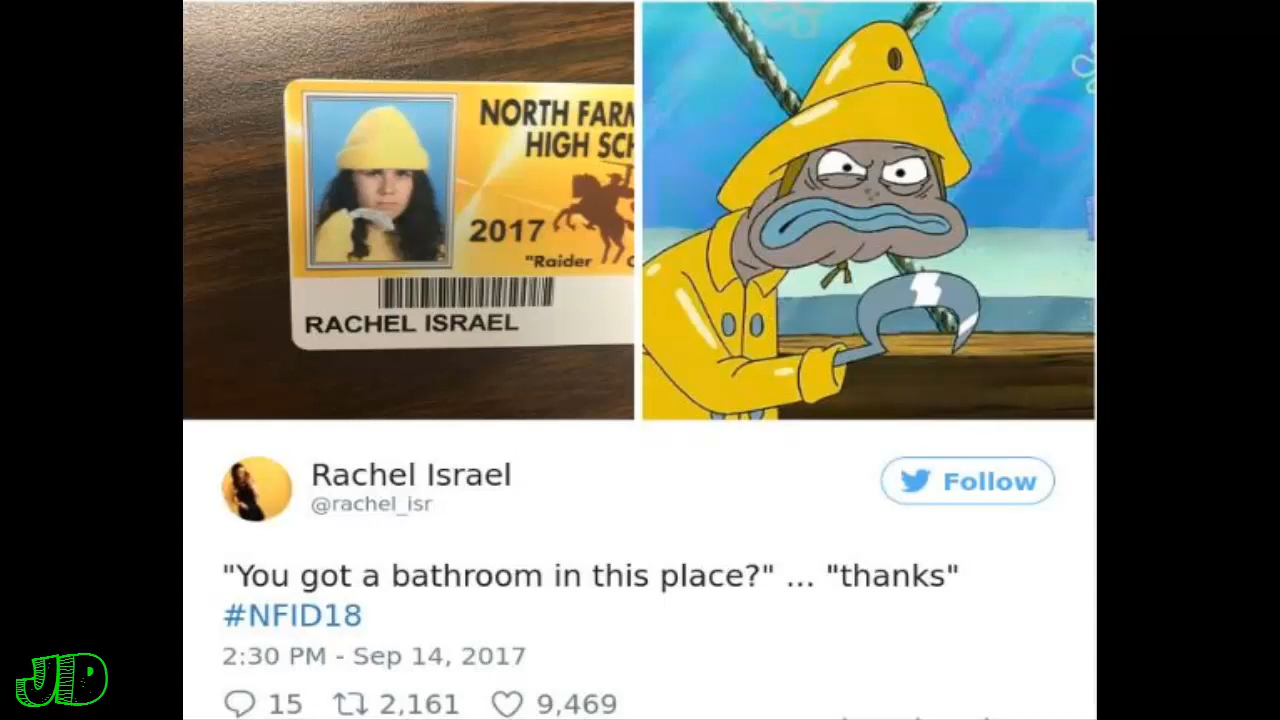 NORTH FARM
HIGH SCH
2017
"Raider
RACHEL ISRAEL
Rachel Israel
@rachel_isr
Follow
"You got a bathroom in this place?" ... "thanks"
#NFID18
2:30 PM - Sep 14, 2017
15 2,161 9,469
JD